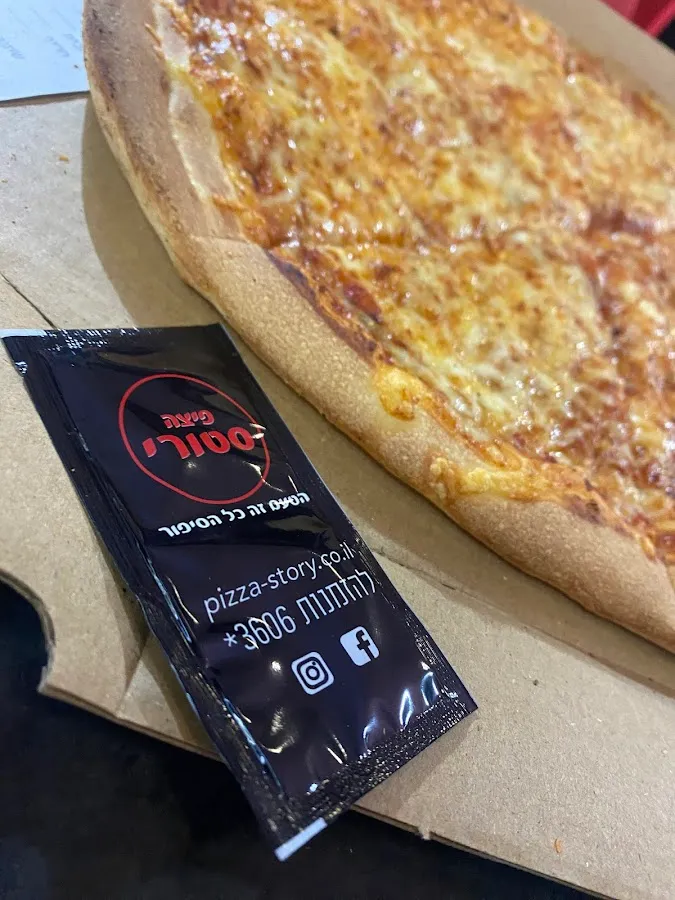 פיצה
סטורי
הטעם זה כל הסיפור
pizza-story.co.il
להזמנות 3606*